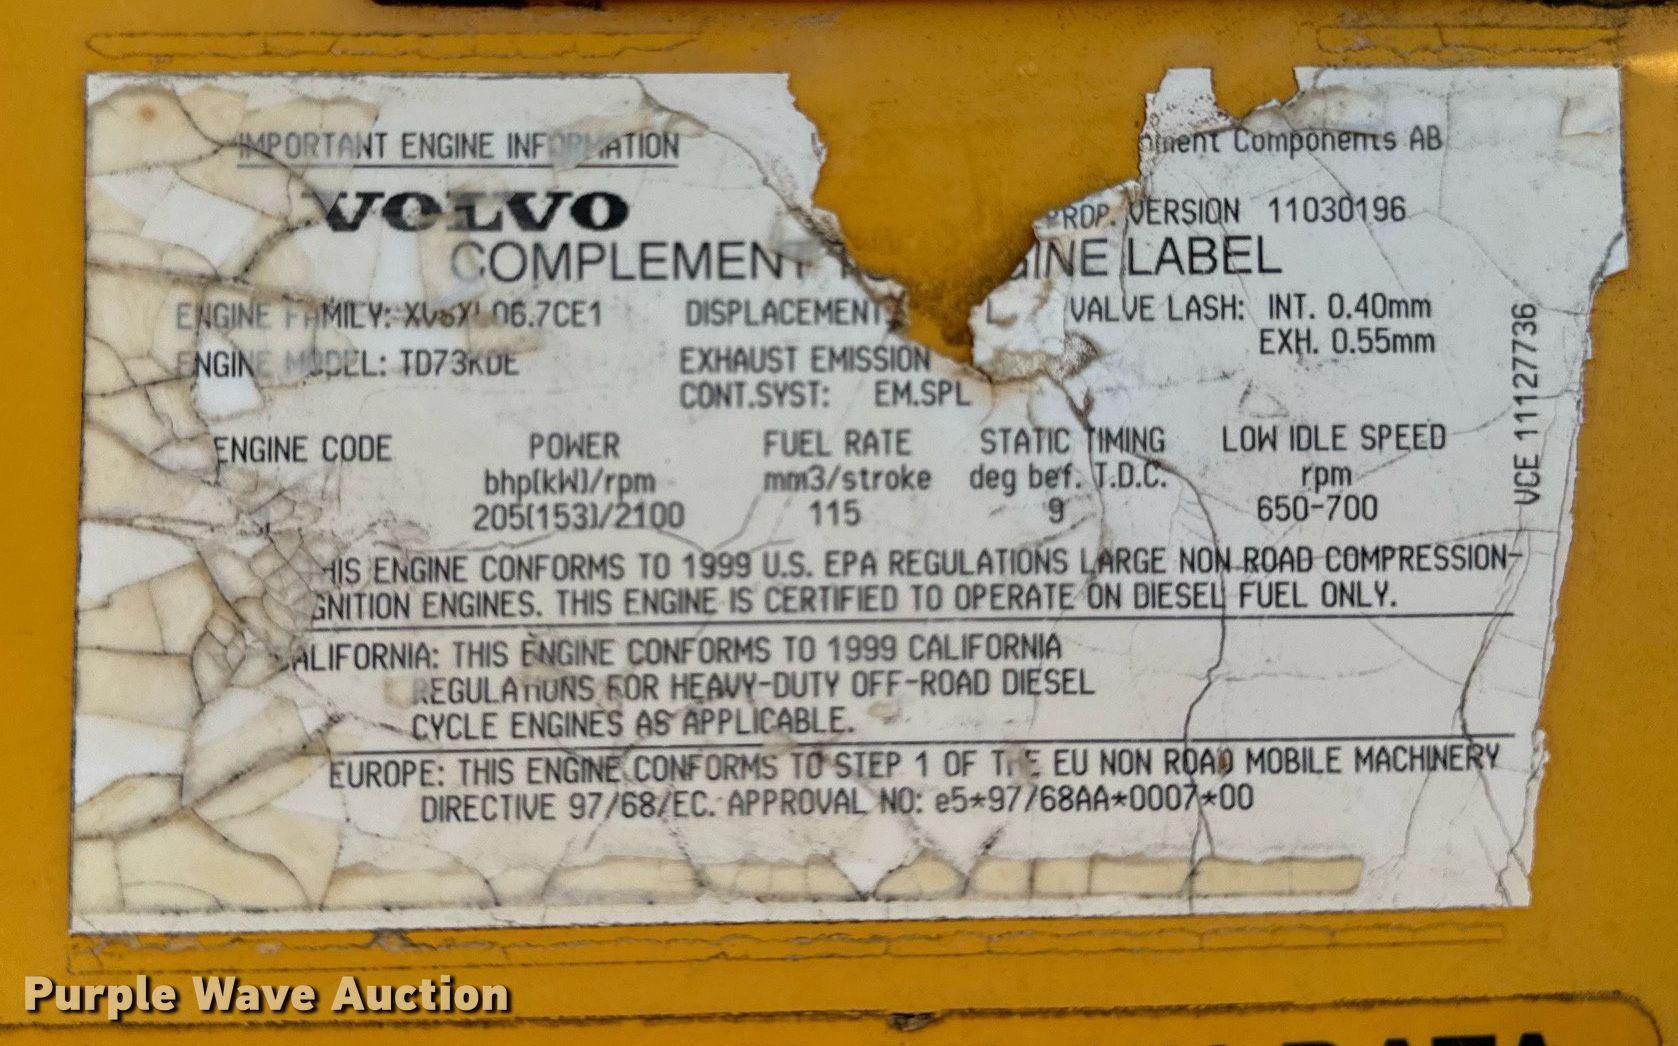 IMPORTANT ENGINE INFORMATION
ment Components AB
VOLVO
PROP. VERSION 11030196
COMPLEMENT GINE LABEL
ENGINE FAMILY: 06.7CE1 DISPLACEMENT L VALVE LASH: INT. 0.40mm
EXH. 0.55mm
ENGINE MODEL: TD73KDE EXHAUST EMISSION
CONT.SYST: EM.SPL
VCE 11127736
ENGINE CODE POWER FUEL RATE STATIC TIMING LOW IDLE SPEED
bhp(kW)/rpm mm3/stroke deg bef. T.D.C. rpm
205(153)/2100 115 9 650-700
HIS ENGINE CONFORMS TO 1999 U.S. EPA REGULATIONS LARGE NON ROAD COMPRESSION-
GNITION ENGINES. THIS ENGINE IS CERTIFIED TO OPERATE ON DIESEL FUEL ONLY.
CALIFORNIA: THIS ENGINE CONFORMS TO 1999 CALIFORNIA
REGULATIONS FOR HEAVY-DUTY OFF-ROAD DIESEL
CYCLE ENGINES AS APPLICABLE.
EUROPE: THIS ENGINE CONFORMS TO STEP 1 OF THE EU NON ROAD MOBILE MACHINERY
DIRECTIVE 97/68/EC. APPROVAL NO: e5*97/68AA*0007*00
Purple Wave Auction